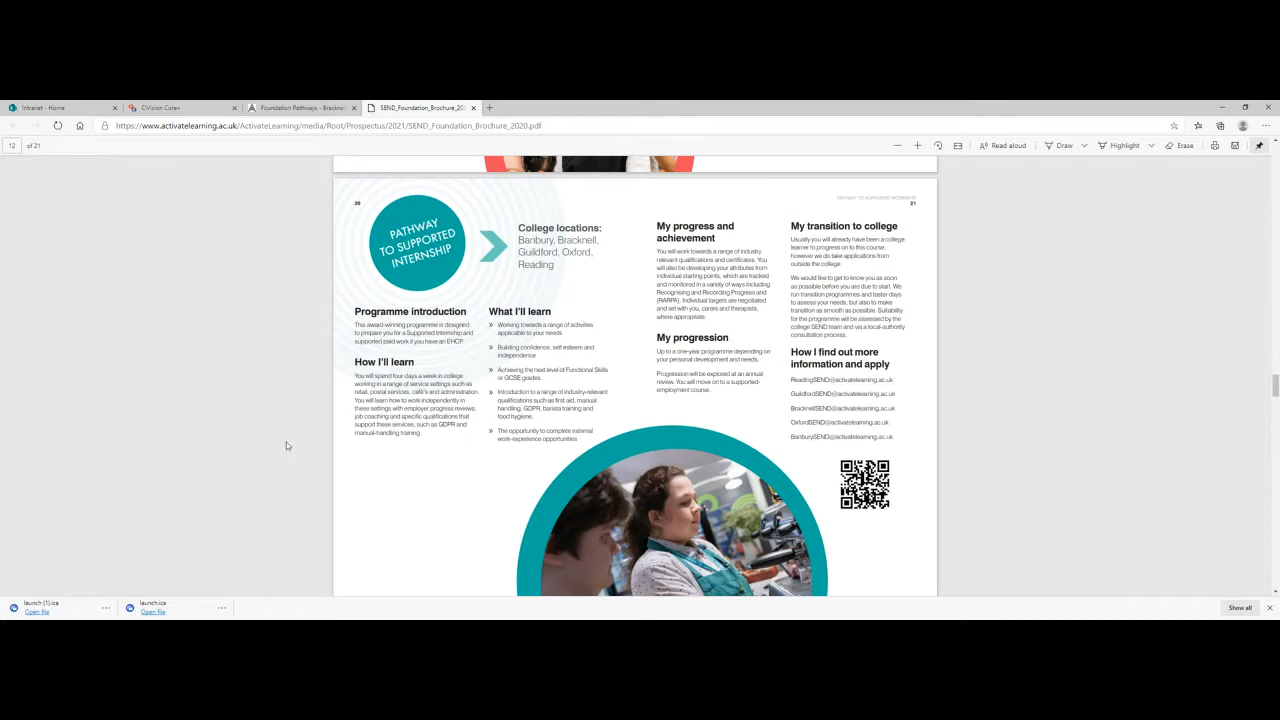 Intranet - Home
CVision Core+
Foundation Pathways - Bracknell
SEND_Foundation_Brochure_202
https://www.activatelearning.ac.uk/ActivateLearning/media/Root/Prospectus/2021/SEND_Foundation_Brochure_2020.pdf
12 of 21
Read aloud
Draw
Highlight
Erase
20
PATHWAY
TO SUPPORTED
INTERNSHIP
College locations:
Banbury, Bracknell,
Guildford, Oxford,
Reading
Programme introduction
This award-winning programme is designed
to prepare you for a Supported Internship and
supported paid work if you have an EHCP.
How I'll learn
You will spend four days a week in college
working in a range of service settings such as
retail, postal services, café's and administration.
You will learn how to work independently in
these settings with employer progress reviews,
job coaching and specific qualifications that
support these services, such as GDPR and
manual-handling training.
What I'll learn
» Working towards a range of activities
applicable to your needs
» Building confidence, self esteem and
independence
» Achieving the next level of Functional Skills
or GCSE grades
» Introduction to a range of industry-relevant
qualifications such as first aid, manual
handling, GDPR, barista training and
food hygiene.
» The opportunity to complete external
work-experience opportunities
PATHWAY TO SUPPORTED INTERNSHIP
21
My progress and
achievement
You will work towards a range of industry
relevant qualifications and certificates. You
will also be developing your attributes from
individual starting points, which are tracked
and monitored in a variety of ways including
Recognising and Recording Progress and
(RARPA). Individual targets are negotiated
and set with you, carers and therapists,
where appropriate.
My progression
Up to a one-year programme depending on
your personal development and needs.
Progression will be explored at an annual
review. You will move on to a supported-
employment course.
My transition to college
Usually you will already have been a college
learner to progress on to this course,
however we do take applications from
outside the college.
We would like to get to know you as soon
as possible before you are due to start. We
run transition programmes and taster days
to assess your needs, but also to make
transition as smooth as possible. Suitability
for the programme will be assessed by the
college SEND team and via a local-authority
consultation process.
How I find out more
information and apply
ReadingSEND@activatelearning.ac.uk
GuildfordSEND@activatelearning.ac.uk
BracknellSEND@activatelearning.ac.uk
OxfordSEND@activatelearning.ac.uk
BanburySEND@activatelearning.ac.uk
launch (1).ica
Open file
launch.ica
Open file
Show all